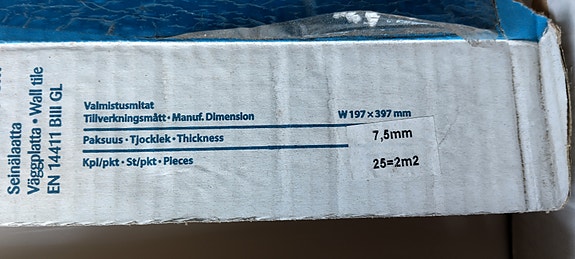 Seinälaatta
Väggplatta • Wall tile
EN 14411 BIII GL
Valmistusmitat
Tillverkningsmått • Manuf. Dimension W 197 × 397 mm
Paksuus • Tjocklek • Thickness 7,5mm
Kpl/pkt • St/pkt • Pieces 25=2m2